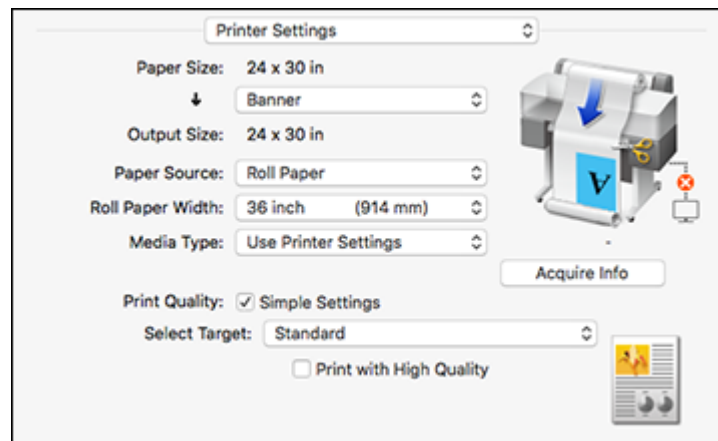 Printer Settings
Paper Size: 24 x 30 in
Banner
Output Size: 24 x 30 in
Paper Source: Roll Paper
Roll Paper Width: 36 inch (914 mm)
Media Type: Use Printer Settings
A
-
Acquire Info
Print Quality: Simple Settings
Select Target: Standard
Print with High Quality